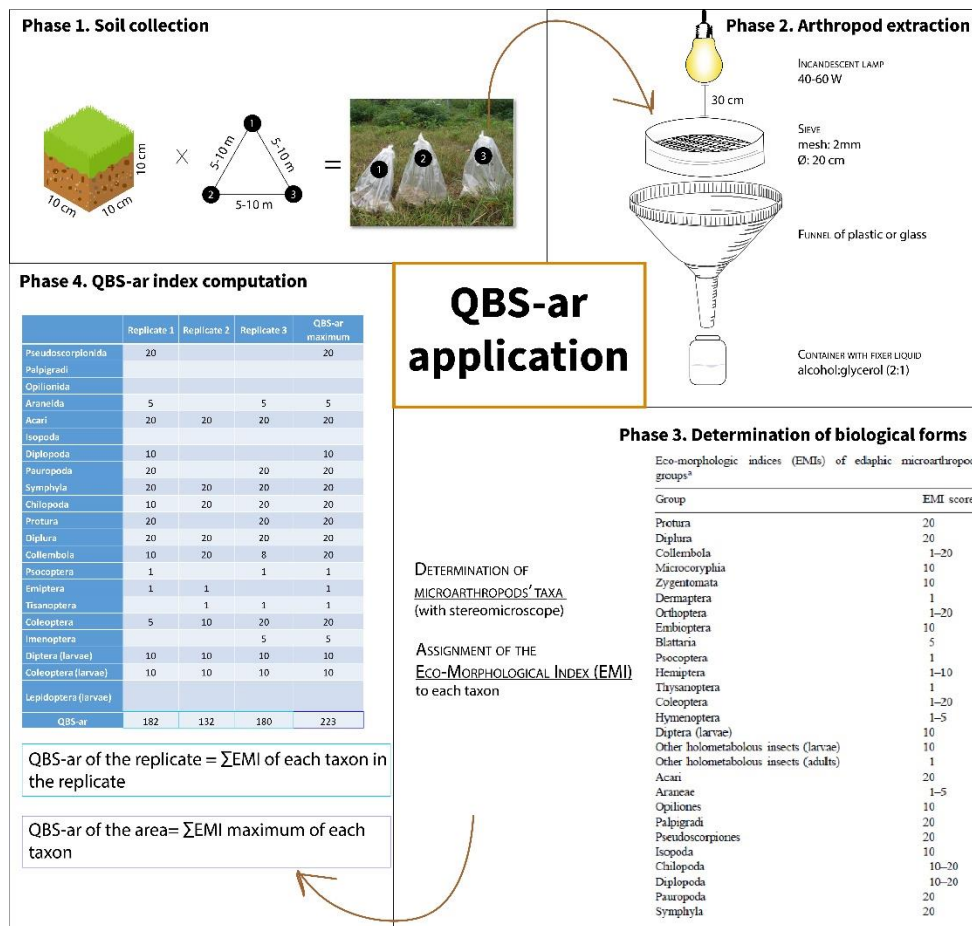 Phase 1. Soil collection
10 cm
10 cm
10 cm
×
1
2
3
5-10 m
5-10 m
5-10 m
=
1
2
3
Phase 2. Arthropod extraction
INCANDESCENT LAMP
40-60 W
30 cm
SIEVE
mesh: 2mm
Ø: 20 cm
FUNNEL of plastic or glass
CONTAINER WITH FIXER LIQUID
alcohol:glycerol (2:1)
QBS-ar
application
Phase 3. Determination of biological forms
DETERMINATION OF
MICROARTHROPODS' TAXA
(with stereomicroscope)
ASSIGNMENT OF THE
ECO-MORPHOLOGICAL INDEX (EMI)
to each taxon
Eco-morphologic indices (EMIs) of edaphic microarthropod
groupsa
Group EMI score
Protura 20
Diplura 20
Collembola 1–20
Microcoryphia 10
Zygentomata 10
Dermaptera 1
Orthoptera 1–20
Embioptera 10
Blattaria 5
Psocoptera 1
Hemiptera 1–10
Thysanoptera 1
Coleoptera 1–20
Hymenoptera 1–5
Diptera (larvae) 10
Other holometabolous insects (larvae) 10
Other holometabolous insects (adults) 1
Acari 20
Araneae 1–5
Opiliones 10
Palpigradi 20
Pseudoscorpiones 20
Isopoda 10
Chilopoda 10–20
Diplopoda 10–20
Pauropoda 20
Symphyla 20
Phase 4. QBS-ar index computation
Replicate 1 Replicate 2 Replicate 3 QBS-ar maximum
Pseudoscorpionida 20 20
Palpigradi
Opilionida
Araneida 5 5 5
Acari 20 20 20 20
Isopoda
Diplopoda 10 10
Pauropoda 20 20 20
Symphyla 20 20 20 20
Chilopoda 10 20 20 20
Protura 20 20 20
Diplura 20 20 20 20
Collembola 10 20 8 20
Psocoptera 1 1 1
Emiptera 1 1 1
Tisanoptera 1 1 1
Coleoptera 5 10 20 20
Imenoptera 5 5
Diptera (larvae) 10 10 10 10
Coleoptera (larvae) 10 10 10 10
Lepidoptera (larvae)
QBS-ar 182 132 180 223
QBS-ar of the replicate = ∑EMI of each taxon in
the replicate
QBS-ar of the area= ∑EMI maximum of each
taxon